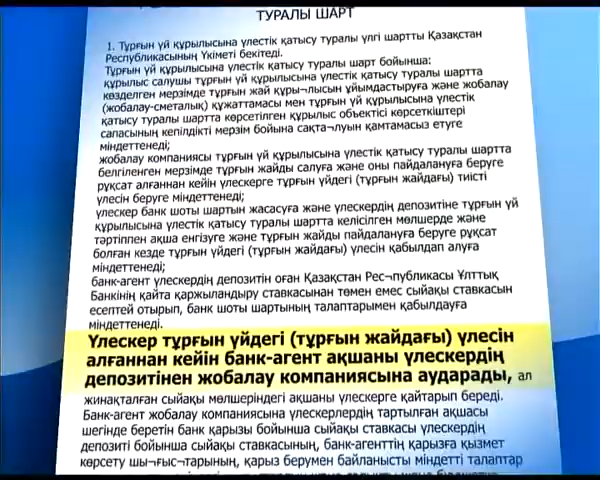 ТУРАЛЫ ШАРТ
1. Тұрғын үй құрылысына үлестік қатысу туралы үлгі шартты Қазақстан
Республикасының Үкіметі бекітеді.
Тұрғын үй құрылысына үлестік қатысу туралы шарт бойынша:
құрылыс салушы тұрғын үй құрылысына үлестік қатысу туралы шартта
көзделген мерзімде тұрғын жай құры¬лысын ұйымдастыруға және жобалау
(жобалау-сметалық) құжаттамасы мен тұрғын үй құрылысына үлестік
қатысу туралы шартта көрсетілген құрылыс объектісі көрсеткіштері
сапасының кепілдікті мерзім бойына сақта¬луын қамтамасыз етуге
міндеттенеді;
жобалау компаниясы тұрғын үй құрылысына үлестік қатысу туралы шартта
белгіленген мерзімде тұрғын жайды салуға және оны пайдалануға беруге
рұқсат алғаннан кейін үлескерге тұрғын үйдегі (тұрғын жайдағы) тиісті
үлесін беруге міндеттенеді;
үлескер банк шоты шартын жасасуға және үлескердің депозитіне тұрғын үй
құрылысына үлестік қатысу туралы шартта келісілген мөлшерде және
тәртіппен ақша енгізуге және тұрғын жайды пайдалануға беруге рұқсат
болған кезде тұрғын үйдегі (тұрғын жайдағы) үлесін қабылдап алуға
міндеттенеді;
банк-агент үлескердің депозитін оған Қазақстан Рес¬публикасы Ұлттық
Банкінің қайта қаржыландыру ставкасынан төмен емес сыйақы ставкасын
есептей отырып, банк шоты шартының талаптарымен қабылдауға
міндеттенеді.
Үлескер тұрғын үйдегі (тұрғын жайдағы) үлесін
алғаннан кейін банк-агент ақшаны үлескердің
депозитінен жобалау компаниясына аударады, ал
жинақталған сыйақы мөлшеріндегі ақшаны үлескерге қайтарып береді.
Банк-агент жобалау компаниясына үлескерлердің тартылған ақшасы
шегінде беретін банк қарызы бойынша сыйақы ставкасы үлескердің
депозиті бойынша сыйақы ставкасының, банк-агенттің қарызға қызмет
көрсету шы¬ғыс¬тарының, қарыз берумен байланысты міндетті талаптар